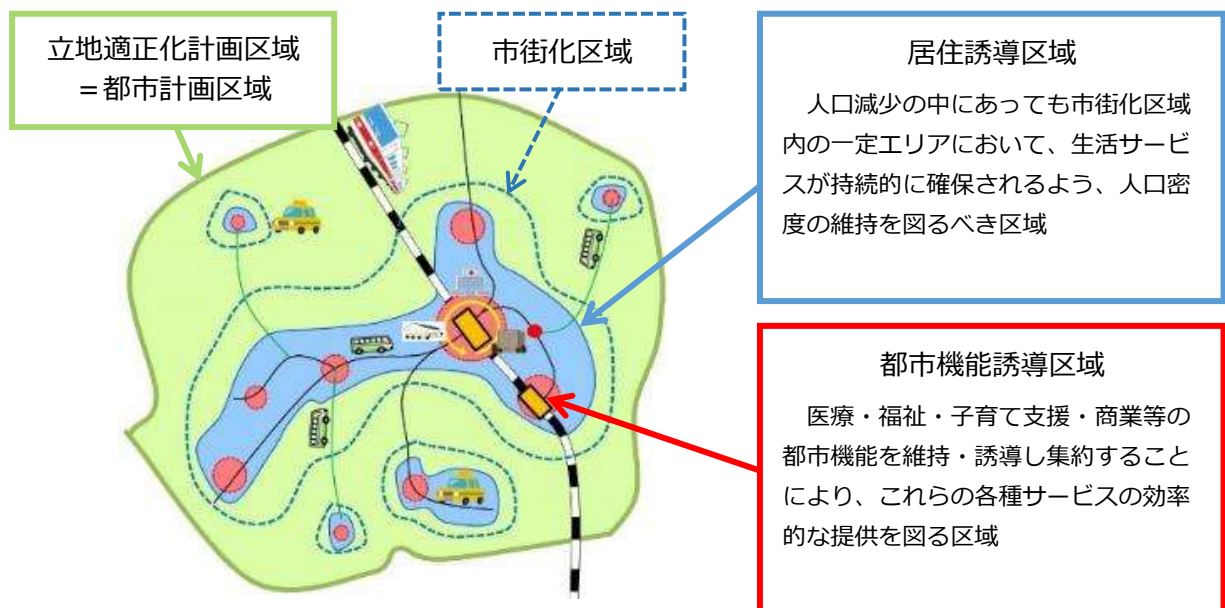 立地適正化計画区域
＝都市計画区域
市街化区域
居住誘導区域
人口減少の中にあっても市街化区域
内の一定エリアにおいて、生活サービ
スが持続的に確保されるよう、人口密
度の維持を図るべき区域
都市機能誘導区域
医療・福祉・子育て支援・商業等の
都市機能を維持・誘導し集約すること
により、これらの各種サービスの効率
的な提供を図る区域